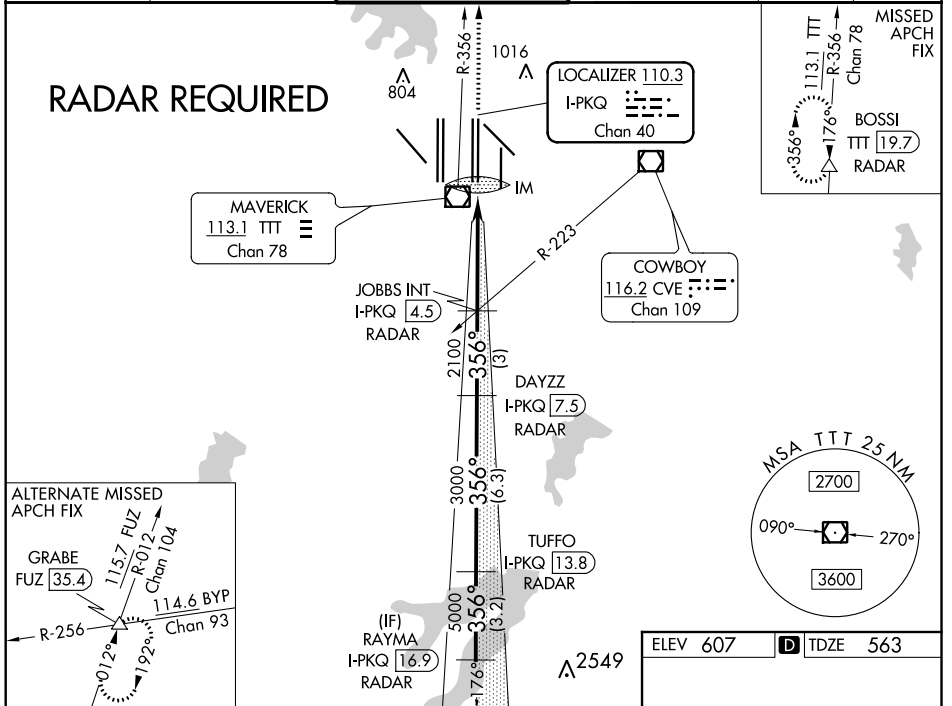 RADAR REQUIRED
804
R-356
1016
LOCALIZER 110.3
I-PKQ
Chan 40
IM
MISSED
APCH
FIX
113.1 TTT
R-356
Chan 78
356°
176°
BOSSI
TTT 19.7
RADAR
MAVERICK
113.1 TTT
Chan 78
R-223
COWBOY
116.2 CVE
Chan 109
JOBBS INT
I-PKQ 4.5
RADAR
2100
356°
(3)
DAYZZ
I-PKQ 7.5
RADAR
3000
356°
(6.3)
TUFFO
I-PKQ 13.8
RADAR
5000
356°
(3.2)
(IF)
RAYMA
I-PKQ 16.9
RADAR
176°
2549
MSA TTT 25 NM
2700
090°
270°
3600
ALTERNATE MISSED
APCH FIX
GRABE
FUZ 35.4
115.7 FUZ
R-012
Chan 104
114.6 BYP
Chan 93
R-256
012°
192°
ELEV 607 D TDZE 563